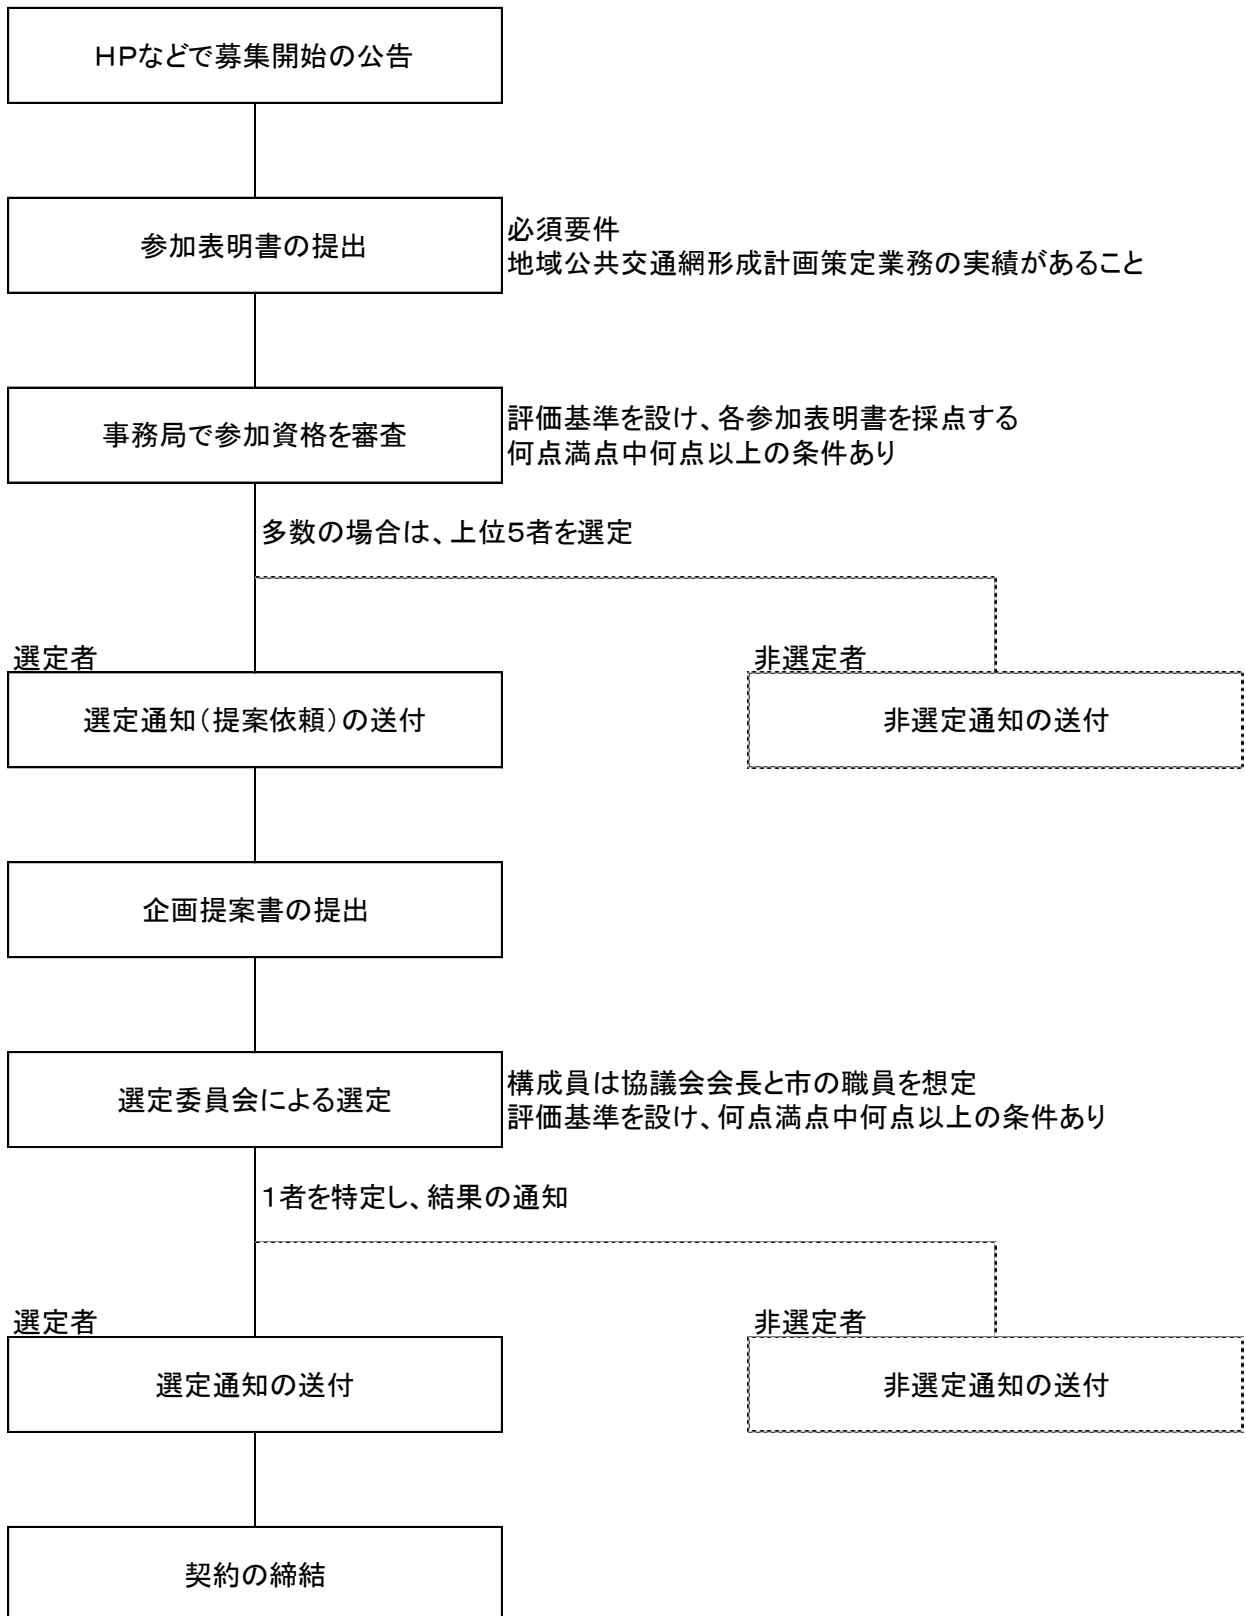 HPなどで募集開始の公告
参加表明書の提出
必須要件
地域公共交通網形成計画策定業務の実績があること
事務局で参加資格を審査
評価基準を設け、各参加表明書を採点する
何点満点中何点以上の条件あり
多数の場合は、上位5者を選定
選定者
非選定者
選定通知(提案依頼)の送付
非選定通知の送付
企画提案書の提出
選定委員会による選定
構成員は協議会会長と市の職員を想定
評価基準を設け、何点満点中何点以上の条件あり
1者を特定し、結果の通知
選定者
非選定者
選定通知の送付
非選定通知の送付
契約の締結